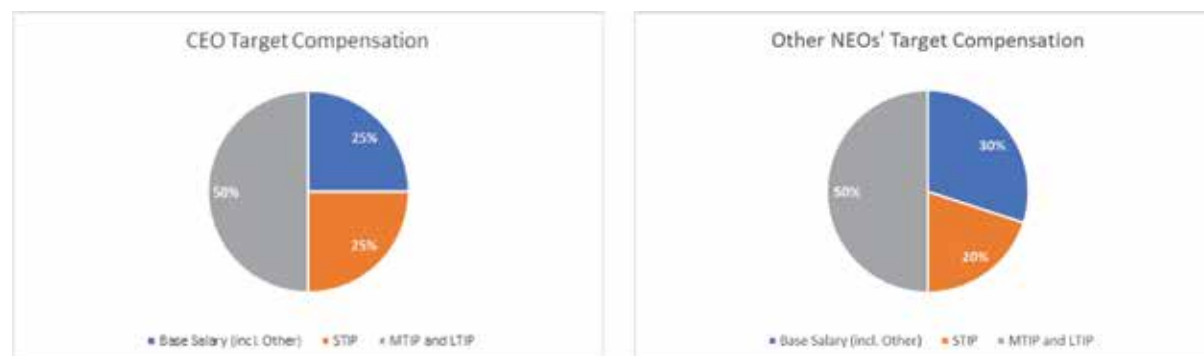 CEO Target Compensation
25%
50%
25%
Base Salary (incl. Other) STIP MTIP and LTIP
Other NEOs' Target Compensation
30%
50%
20%
Base Salary (incl. Other) STIP MTIP and LTIP